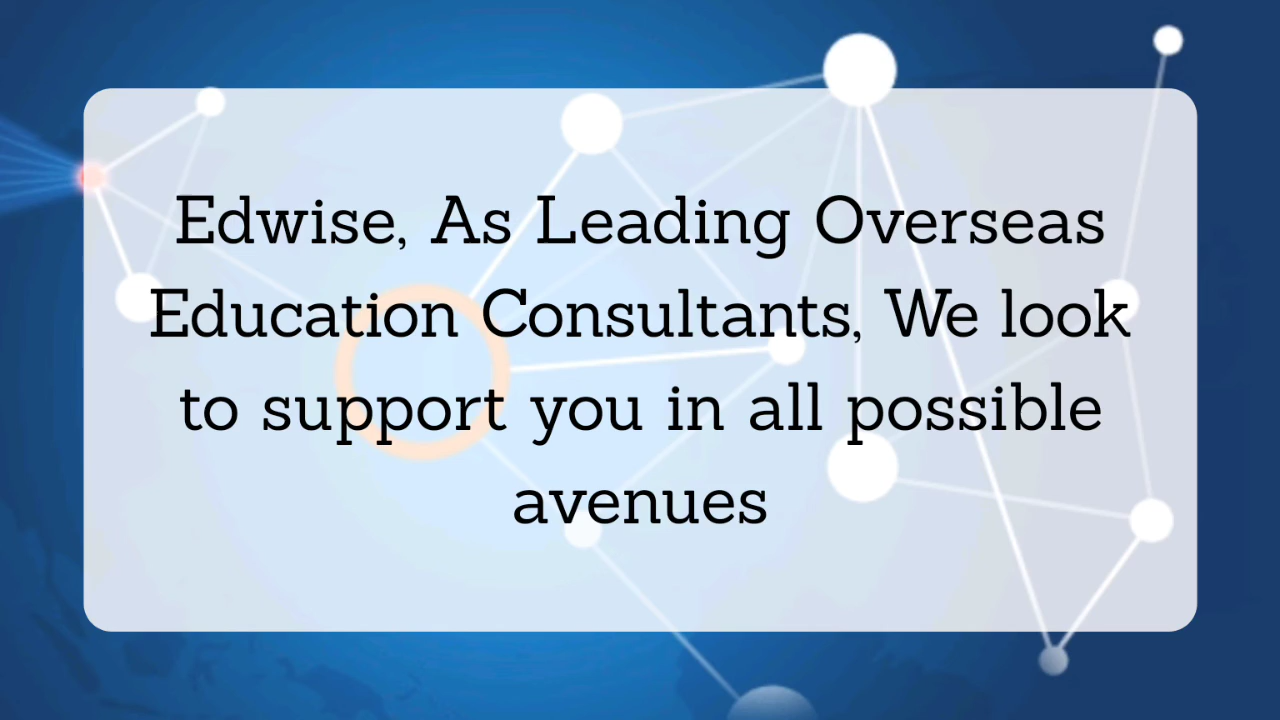 Edwise, As Leading Overseas
Education Consultants, We look
to support you in all possible
avenues